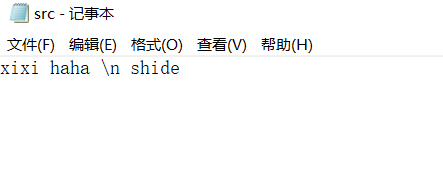 src - 记事本
文件(F) 编辑(E) 格式(O) 查看(V) 帮助(H)
xixi haha \n shide